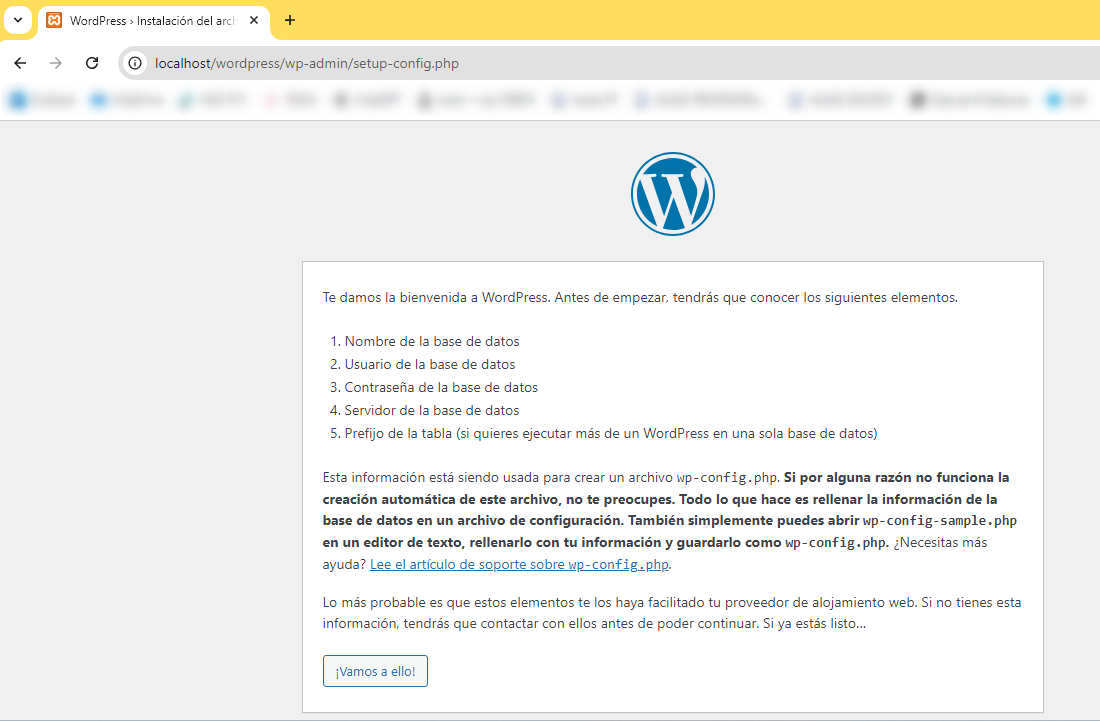 WordPress › Instalación del arc
localhost/wordpress/wp-admin/setup-config.php
Te damos la bienvenida a WordPress. Antes de empezar, tendrás que conocer los siguientes elementos.
1. Nombre de la base de datos
2. Usuario de la base de datos
3. Contraseña de la base de datos
4. Servidor de la base de datos
5. Prefijo de la tabla (si quieres ejecutar más de un WordPress en una sola base de datos)
Esta información está siendo usada para crear un archivo wp-config.php. Si por alguna razón no funciona la
creación automática de este archivo, no te preocupes. Todo lo que hace es rellenar la información de la
base de datos en un archivo de configuración. También simplemente puedes abrir wp-config-sample.php
en un editor de texto, rellenarlo con tu información y guardarlo como wp-config.php. ¿Necesitas más
ayuda? Lee el artículo de soporte sobre wp-config.php.
Lo más probable es que estos elementos te los haya facilitado tu proveedor de alojamiento web. Si no tienes esta
información, tendrás que contactar con ellos antes de poder continuar. Si ya estás listo...
¡Vamos a ello!